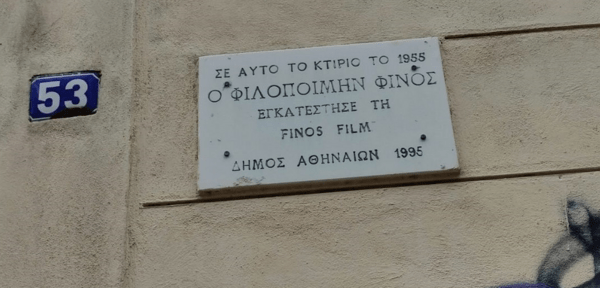 53
ΣΕ ΑΥΤΟ ΤΟ ΚΤΙΡΙΟ ΤΟ 1955
Ο ΦΙΛΟΠΟΙΜΗΝ ΦΙΝΟΣ
ΕΓΚΑΤΕΣΤΗΣΕ ΤΗ
FINOS FILM
ΔΗΜΟΣ ΑΘΗΝΑΙΩΝ 1995